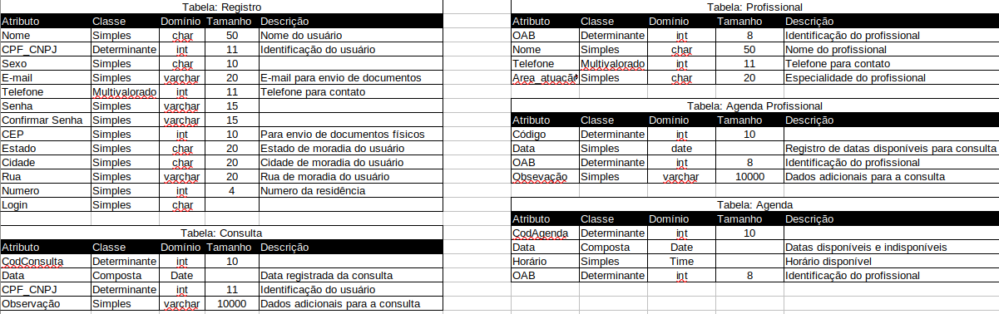 Tabela: Registro
Atributo Classe Domínio Tamanho Descrição
Nome Simples char 50 Nome do usuário
CPF_CNPJ Determinante int 11 Identificação do usuário
Sexo Simples char 10
E-mail Simples varchar 20 E-mail para envio de documentos
Telefone Multivalorado int 11 Telefone para contato
Senha Simples varchar 15
Confirmar Senha Simples varchar 15
CEP Simples int 10 Para envio de documentos físicos
Estado Simples char 20 Estado de moradia do usuário
Cidade Simples char 20 Cidade de moradia do usuário
Rua Simples varchar 20 Rua de moradia do usuário
Numero Simples int 4 Numero da residência
Login Simples char
Tabela: Consulta
Atributo Classe Domínio Tamanho Descrição
CodConsulta Determinante int 10
Data Composta Date Data registrada da consulta
CPF_CNPJ Determinante int 11 Identificação do usuário
Observação Simples varchar 10000 Dados adicionais para a consulta
Tabela: Profissional
Atributo Classe Domínio Tamanho Descrição
OAB Determinante int 8 Identificação do profissional
Nome Simples char 50 Nome do profissional
Telefone Multivalorado int 11 Telefone para contato
Area_atuação Simples char 20 Especialidade do profissional
Tabela: Agenda Profissional
Atributo Classe Domínio Tamanho Descrição
Código Determinante int 10
Data Simples date Registro de datas disponíveis para consulta
OAB Determinante int 8 Identificação do profissional
Obsevação Simples varchar 10000 Dados adicionais para a consulta
Tabela: Agenda
Atributo Classe Domínio Tamanho Descrição
CodAgenda Determinante int 10
Data Composta Date Datas disponíveis e indisponíveis
Horário Simples Time Horário disponível
OAB Determinante int 8 Identificação do profissional